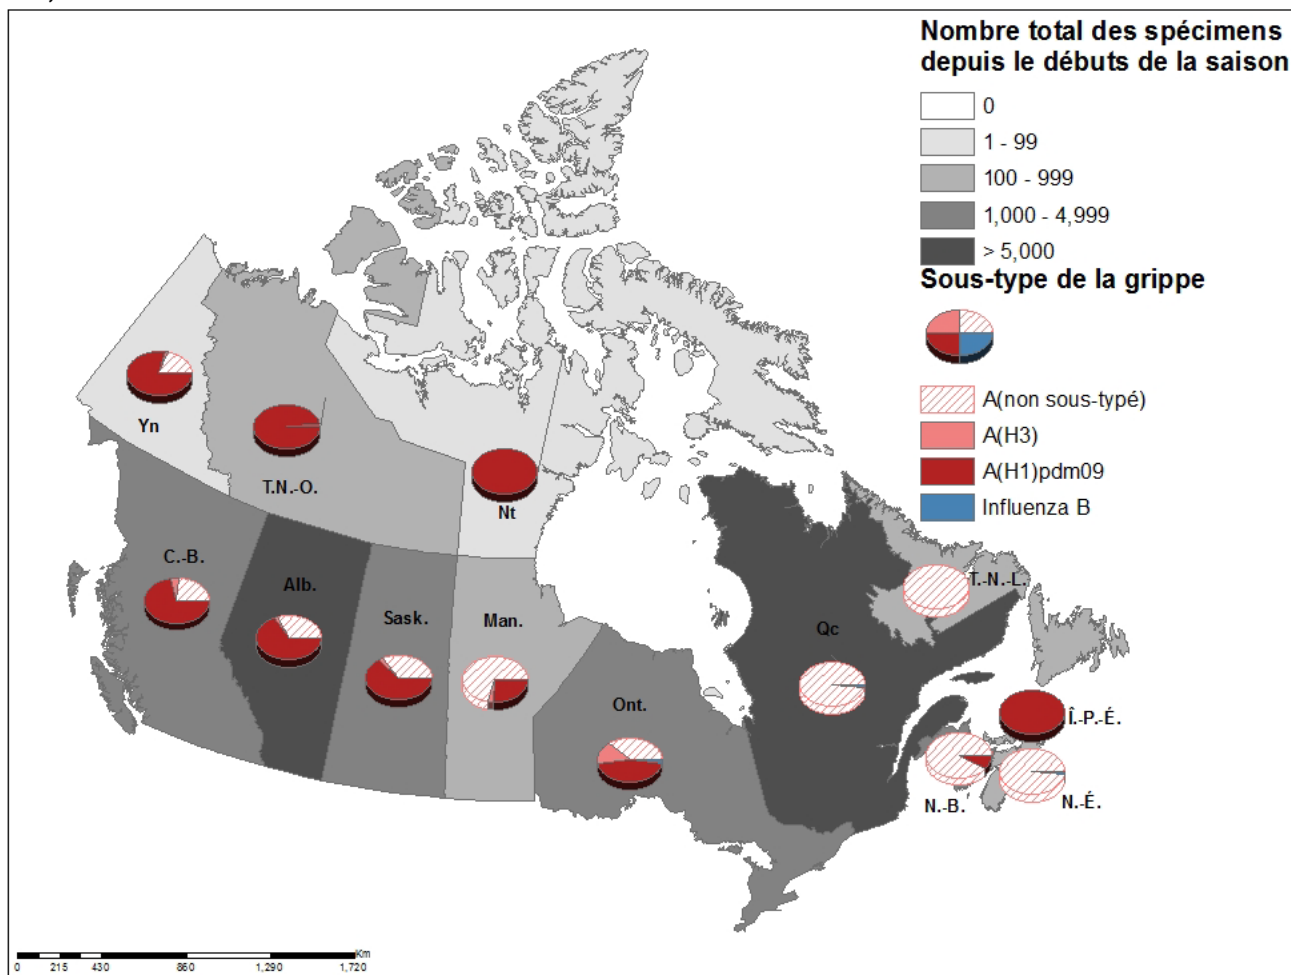 Nombre total des spécimens
depuis le débuts de la saison
0
1 - 99
100 - 999
1,000 - 4,999
> 5,000
Sous-type de la grippe
A(non sous-typé)
A(H3)
A(H1)pdm09
Influenza B
Yn
T.N.-O.
Nt
C.-B.
Alb.
Sask.
Man.
Ont.
Qc
T.-N.-L.
Î.-P.-É.
N.-B.
N.-É.
Km
0 215 430 860 1,290 1,720